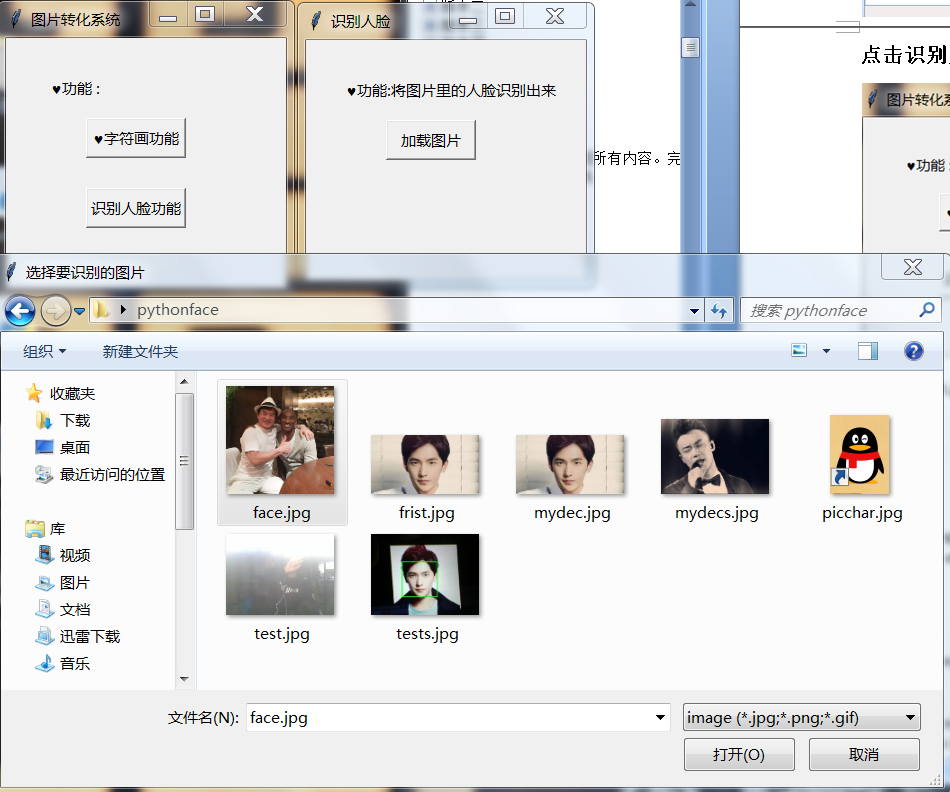 图片转化系统
♥功能 :
♥字符画功能
识别人脸功能
识别人脸
♥功能:将图片里的人脸识别出来
加载图片
所有内容。完
点击识别
图片转化系
♥功能 :
选择要识别的图片
pythonface
搜索 pythonface
组织
新建文件夹
收藏夹
下载
桌面
最近访问的位置
库
视频
图片
文档
迅雷下载
音乐
face.jpg
frist.jpg
mydec.jpg
mydecs.jpg
picchar.jpg
test.jpg
tests.jpg
文件名(N):
face.jpg
image (*.jpg;*.png;*.gif)
打开(O)
取消